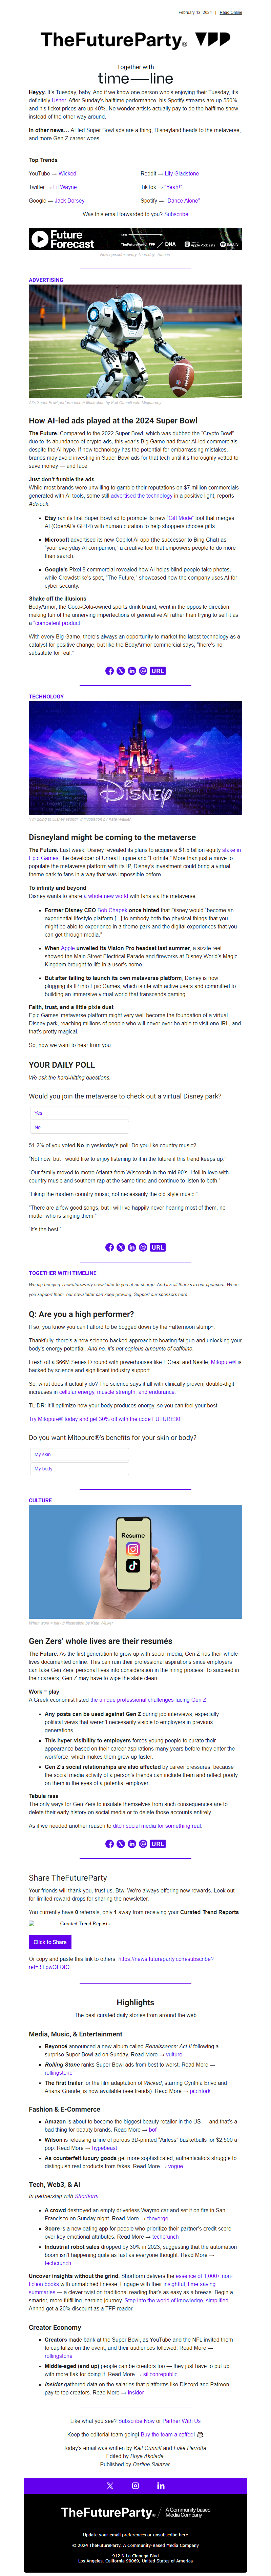 February 13, 2024 | Read Online
TheFutureParty®
Together with
time—line
Heyyy. It's Tuesday, baby. And if we know one person who's enjoying their Tuesday, it's
definitely Usher. After Sunday's halftime performance, his Spotify streams are up 550%,
and his ticket prices are up 40%. No wonder artists actually pay to do the halftime show
instead of the other way around.
In other news… AI-led Super Bowl ads are a thing, Disneyland heads to the metaverse,
and more Gen Z career woes.
Top Trends
YouTube → Wicked
Reddit → Lily Gladstone
Twitter → Lil Wayne
TikTok → "Yeah!"
Google → Jack Dorsey
Spotify → "Dance Alone"
Was this email forwarded to you? Subscribe
Future
Forecast
New episodes every Thursday. Tune in.
ADVERTISING
How AI-led ads played at the 2024 Super Bowl
The Future. Compared to the 2022 Super Bowl, which was dubbed the "Crypto Bowl"
due to its abundance of crypto ads, this year's Big Game had fewer AI-led commercials
despite the AI hype. If new technology has the potential for embarrassing mistakes,
brands may avoid investing in Super Bowl ads for that tech until it's thoroughly vetted to
save money — and face.
Just don't fumble the ads
While most brands were unwilling to gamble their reputations on $7 million commercials
generated with AI tools, some still advertised the technology in a positive light, reports
Adweek.
Etsy ran its first Super Bowl ad to promote its new "Gift Mode" tool that merges
AI (OpenAI's GPT4) with human curation to help shoppers choose gifts.
Microsoft advertised its new Copilot AI app (the successor to Bing Chat) as
"your everyday AI companion," a creative tool that empowers people to do more
than search.
Google's Pixel 8 commercial revealed how AI helps blind people take photos,
while Crowdstrike's spot, "The Future," showed how the company uses AI for
cyber security.
Shake off the illusions
BodyArmor, the Coca-Cola-owned sports drink brand, went in the opposite direction,
making fun of the unnerving imperfections of generative AI rather than trying to sell it as
a "competent product."
With every Big Game, there's always an opportunity to market the latest technology as a
catalyst for positive change, but like the BodyArmor commercial says, "there's no
substitute for real."
URL
TECHNOLOGY
DISNEY
Disneyland might be coming to the metaverse
The Future. Last week, Disney revealed its plans to acquire a $1.5 billion equity stake in
Epic Games, the developer of Unreal Engine and "Fortnite." More than just a move to
populate the metaverse platform with its IP, Disney's investment could bring a virtual
Disneyland to people who don't have access to the physical one.
To infinity and beyond
Disney wants to share a whole new world with fans via the metaverse.
Former Disney CEO Bob Chapek once hinted that Disney would "become an
experiential lifestyle platform [...] to embody both the physical and digital things that you
might be able to experience in a park and the digital experiences that you
can get through media."
When Apple unveiled its Vision Pro headset last summer, a sizzle reel
showed the Main Street Electrical Parade and fireworks at Disney World's Magic
Kingdom brought to life in a user's home.
But after failing to launch its own metaverse platform, Disney is now
plugging its IP into Epic Games, which is rife with active users and committed to
building an immersive virtual world that transcends gaming.
Faith, trust, and a little pixie dust
Epic Games' metaverse platform might very well become the foundation of a virtual
Disney park, reaching millions of people who will never ever be able to visit one IRL, and
that's pretty magical.
So, now we want to hear from you…
YOUR DAILY POLL
We ask the hard-hitting questions.
Would you join the metaverse to check out a virtual Disney park?
Yes
No
51.2% of you voted No in yesterday's poll: Do you like country music?
"Not now, but I would like to enjoy listening to it in the future if this trend keeps up."
"Our family moved to metro Atlanta from Wisconsin in the mid 90's. I fell in love with
country music and southern rap at the same time and continue to listen to both."
"Liking the modern country music, not necessarily the old-style music."
"There are a few good songs, but I will will happily never hearing most of them, no
matter who is singing them."
"It's the best."
URL
TOGETHER WITH TIMELINE
We dig bringing TheFutureParty newsletter to you at no charge. And it's all thanks to our sponsors. When
you support them, our newsletter can keep growing. Support our sponsors here.
Q: Are you a high performer?
If so, you know you can't afford to be bogged down by the ~afternoon slump~.
Thankfully, there's a new science-backed approach to beating fatigue and unlocking your
body's energy potential. And no, it's not copious amounts of caffeine.
Fresh off a $66M Series D round with powerhouses like L'Oreal and Nestle, Mitopure® is
backed by science and significant industry support.
So, what does it actually do? The science says it all with clinically proven, double-digit
increases in cellular energy, muscle strength, and endurance.
TL;DR: It'll optimize how your body produces energy, so you can feel your best.
Try Mitopure® today and get 30% off with the code FUTURE30.
Do you want Mitopure®'s benefits for your skin or body?
My skin
My body
CULTURE
Resume
Gen Zers' whole lives are their resumés
The Future. As the first generation to grow up with social media, Gen Z has their whole
lives documented online. This can hurt their professional aspirations since employers
can take Zers' personal lives into consideration in the hiring process. To succeed in their
careers, Gen Z may have to wipe the slate clean.
Work = play
A Greek economist listed the unique professional challenges facing Gen Z.
Any posts can be used against Gen Z during job interviews, especially
political views that weren't necessarily visible to employers in previous
generations.
This hyper-visibility to employers forces young people to curate their
appearances based on their career aspirations before they officially enter the
workforce, which makes them grow up faster.
Gen Z's social relationships are also affected by career pressures, because
the social media activity of a person's friends can also impact them and reflect poorly
on them in the eyes of a potential employer.
Tabula rasa
The only ways for Gen Zers to insulate themselves from such consequences are to
delete their early history on social media or to delete those accounts entirely.
As if we needed another reason to ditch social media for something real.
URL
Share TheFutureParty
Your friends will thank you, trust us. Btw: We're always offering new rewards. Look out
for limited reward drops for sharing the newsletter.
You currently have 0 referrals, only 1 away from receiving your Curated Trend Reports.
Curated Trend Reports
Click to Share
Or copy and paste this link to others: https://news.futureparty.com/subscribe?
ref=3jLpwQLQfQ
Highlights
The best curated daily stories from around the web
Media, Music, & Entertainment
Beyoncé announced a new album called Renaissance: Act II following a
surprise Super Bowl ad on Sunday. Read More → vulture
Rolling Stone ranks Super Bowl ads from best to worst. Read More →
rollingstone
The first trailer for the film adaptation of Wicked, starring Cynthia Erivo and
Ariana Grande, is now available (see trends). Read More → pitchfork
Fashion & E-Commerce
Amazon is about to become the biggest beauty retailer in the US — and that's a
bad thing for beauty brands. Read More → bof
Wilson is releasing a line of porous 3D-printed "Airless" basketballs for $2,500 a
pop. Read More → hypebeast
As counterfeit luxury goods get more sophisticated, authenticators struggle to
distinguish real products from fakes. Read More → vogue
Tech, Web3, & AI
In partnership with Shortform
A crowd destroyed an empty driverless Waymo car and set it on fire in San
Francisco on Sunday night. Read More → theverge
Score is a new dating app for people who prioritize their partner's credit score
over key emotional attributes. Read More → techcrunch
Industrial robot sales dropped by 30% in 2023, suggesting that the automation
boom isn't happening quite as fast as everyone thought. Read More →
techcrunch
Uncover insights without the grind. Shortform delivers the essence of 1,000+ non-
fiction books with unmatched finesse. Engage with their insightful, time-saving
summaries — a clever twist on traditional reading that's as easy as a breeze. Begin a
smarter, more informed life today. Step into the world of knowledge, simplified.
Annnd get a 20% discount as a TFP reader.
Creator Economy
Creators made bank at the Super Bowl, as YouTube and the NFL invited them
to capitalize on the event, and their audiences followed. Read More →
rollingstone
Middle-aged (and up) people can be creators too — they just have to put up
with more flak for doing it. Read More → siliconrepublic
Insider gathered data on the salaries that platforms like Discord and Patreon
pay to top creators. Read More → insider
Like what you see? Subscribe Now or Partner With Us
Keep the editorial team going! Buy the team a coffee!
Today's email was written by Kait Cunniff and Luke Perrotta.
Edited by Boye Akolade.
Published by Darline Salazar.
TheFutureParty® / A Community-based
Media Company
Update your email preferences or unsubscribe here
© 2024 TheFutureParty. A Community-Based Media Company
912 N La Cienega Blvd
Los Angeles, California 90069, United States of America